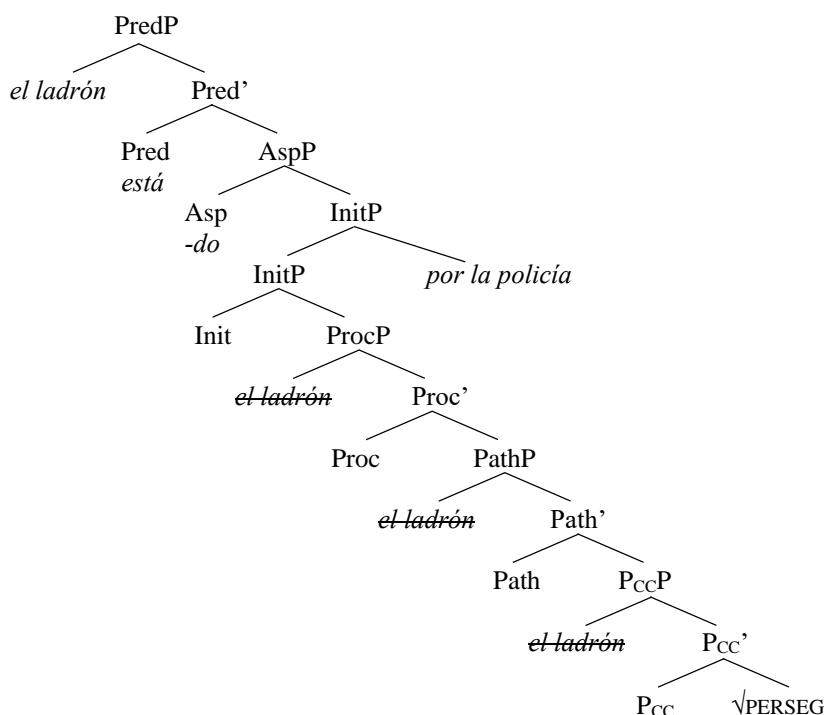 PredP
el ladrón Pred’
Pred AspP
está
Asp InitP
-do
InitP por la policía
Init ProcP
el ladrón Proc’
Proc PathP
el ladrón Path’
Path PCCP
el ladrón PCC’
PCC √PERSEG